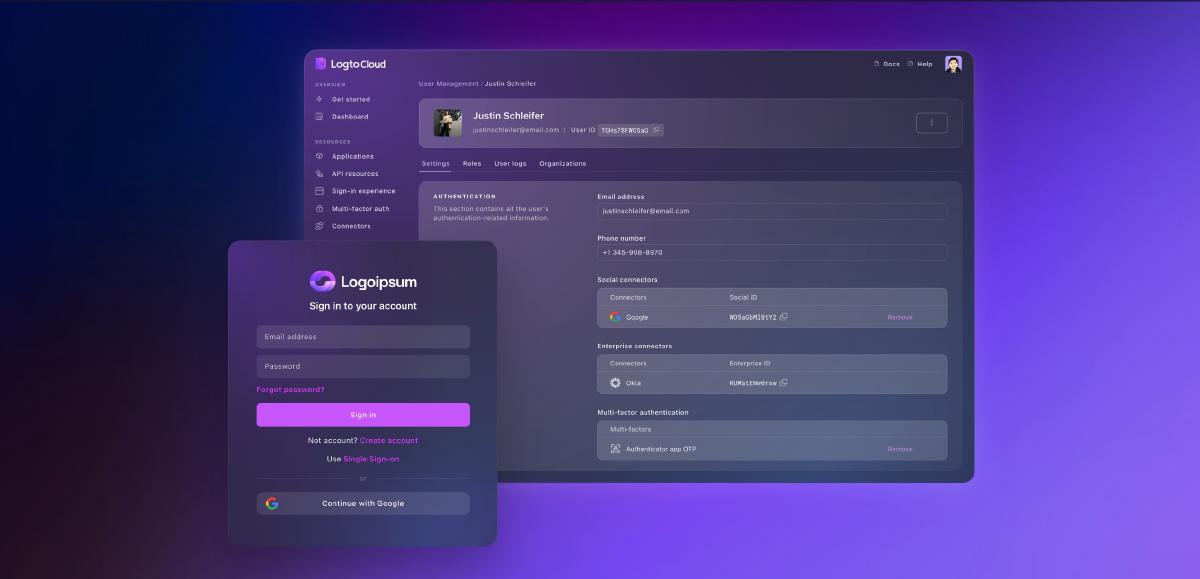 Logto Cloud
Docs
Help
OVERVIEW
Get started
Dashboard
RESOURCES
Applications
API resources
Sign-in experience
Multi-factor auth
Connectors
User Management / Justin Schleifer
Justin Schleifer
justinschleifer@email.com | User ID TGHs78FWO5aG
Settings Roles User logs Organizations
AUTHENTICATION
This section contains all the user's
authentication-related information.
Email address
justinschleifer@email.com
Phone number
+1 345-908-8970
Social connectors
Connectors Social ID
Google WO5aGbMI8tY2 Remove
Enterprise connectors
Connectors Enterprise ID
Okta
Multi-factor authentication
Multi-factors
Authenticator app OTP Remove
Logoipsum
Sign in to your account
Email address
Password
Forgot password?
Sign in
Not account? Create account
Use Single Sign-on
or
Continue with Google